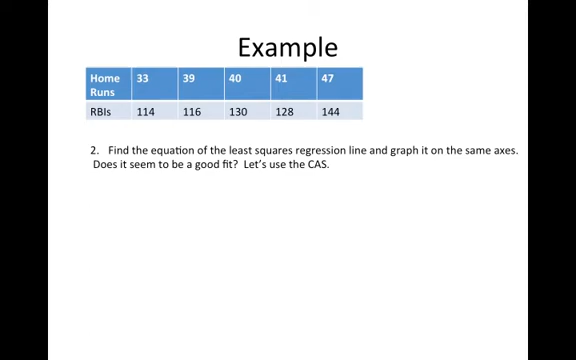 Example
Home Runs 33 39 40 41 47
RBIs 114 116 130 128 144
2. Find the equation of the least squares regression line and graph it on the same axes.
Does it seem to be a good fit? Let's use the CAS.